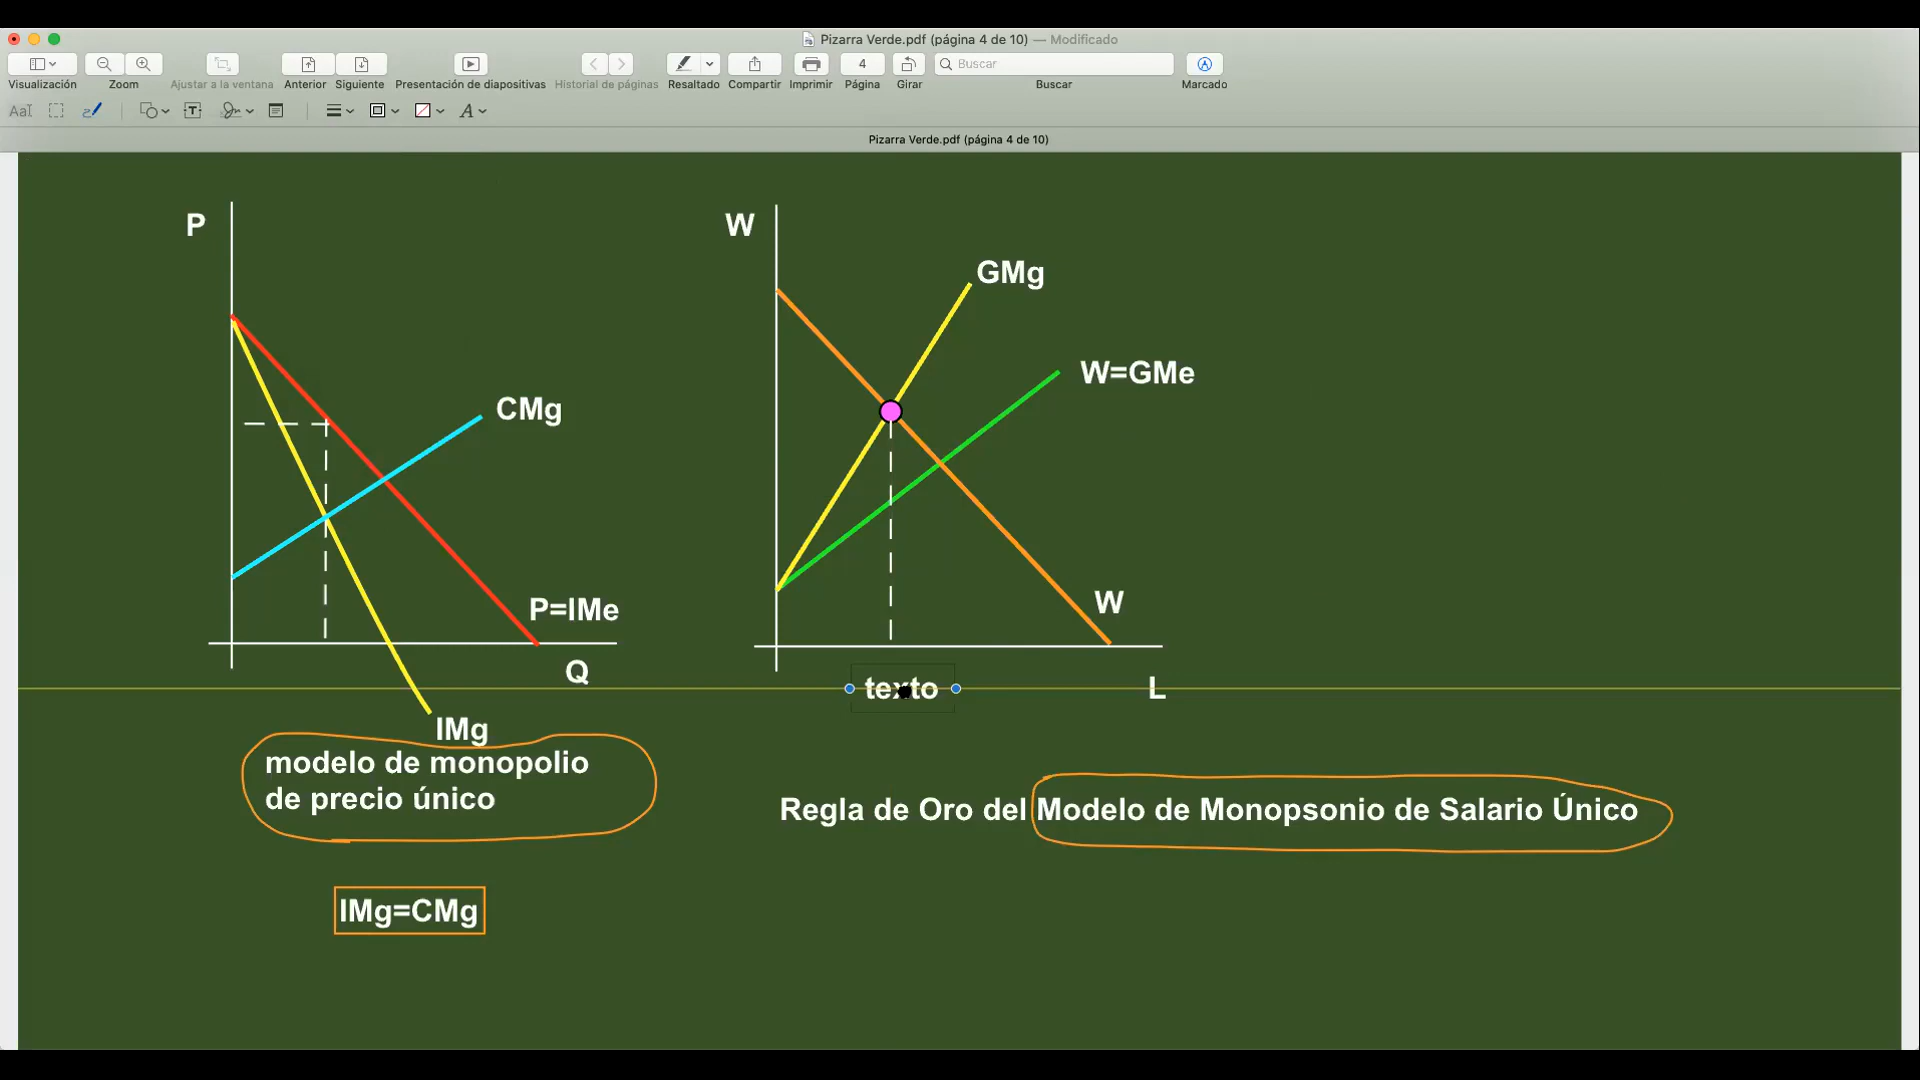 Pizarra Verde.pdf (página 4 de 10) — Modificado
Buscar
4
Visualización Zoom Ajustar a la ventana Anterior Siguiente Presentación de diapositivas Historial de páginas Resaltado Compartir Imprimir Página Girar Buscar Marcado
Pizarra Verde.pdf (página 4 de 10)
P
CMg
P=IMe
Q
IMg
modelo de monopolio
de precio único
IMg=CMg
W
GMg
W=GMe
W
texto
L
Regla de Oro del Modelo de Monopsonio de Salario Único